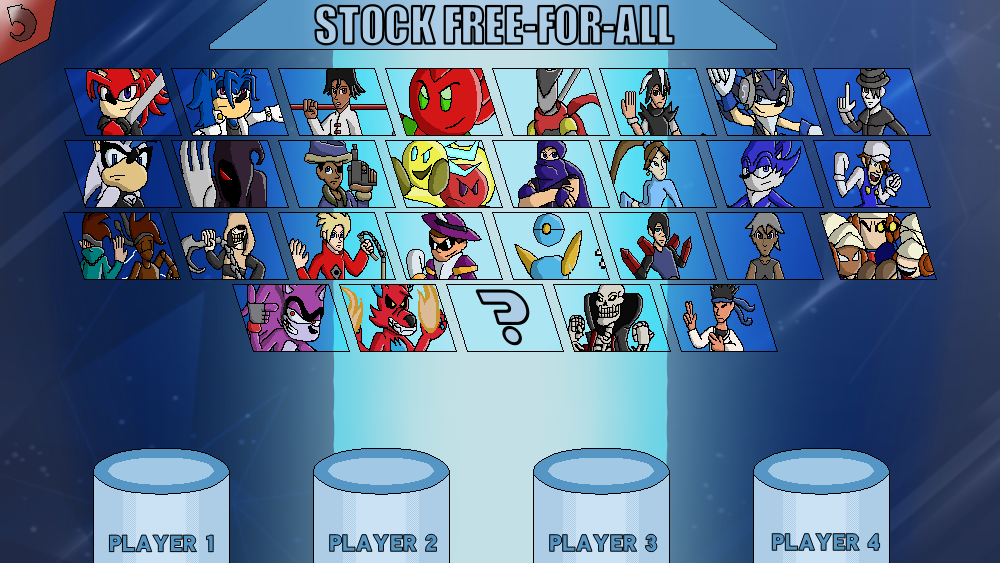 STOCK FREE-FOR-ALL
?
PLAYER 1
PLAYER 2
PLAYER 3
PLAYER 4